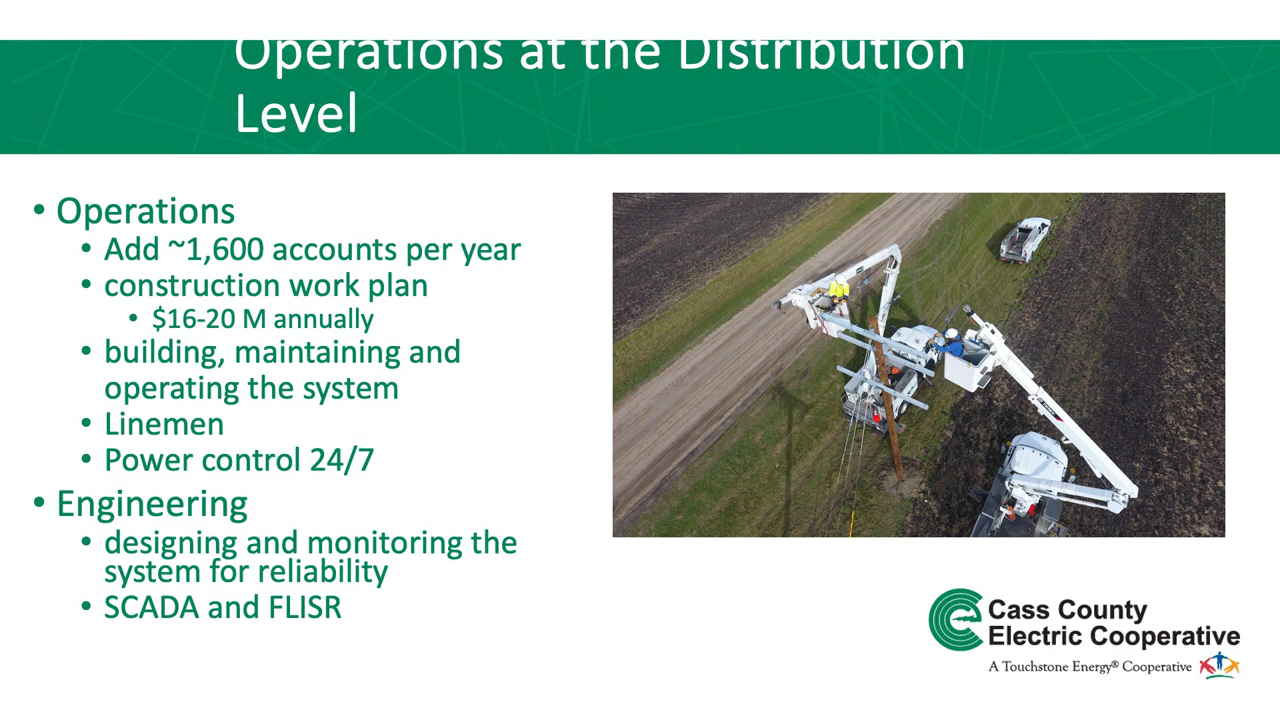 Operations at the Distribution
Level
• Operations
• Add ~1,600 accounts per year
• construction work plan
• $16-20 M annually
• building, maintaining and
operating the system
• Linemen
• Power control 24/7
• Engineering
• designing and monitoring the
system for reliability
• SCADA and FLISR
Cass County
Electric Cooperative
A Touchstone Energy® Cooperative